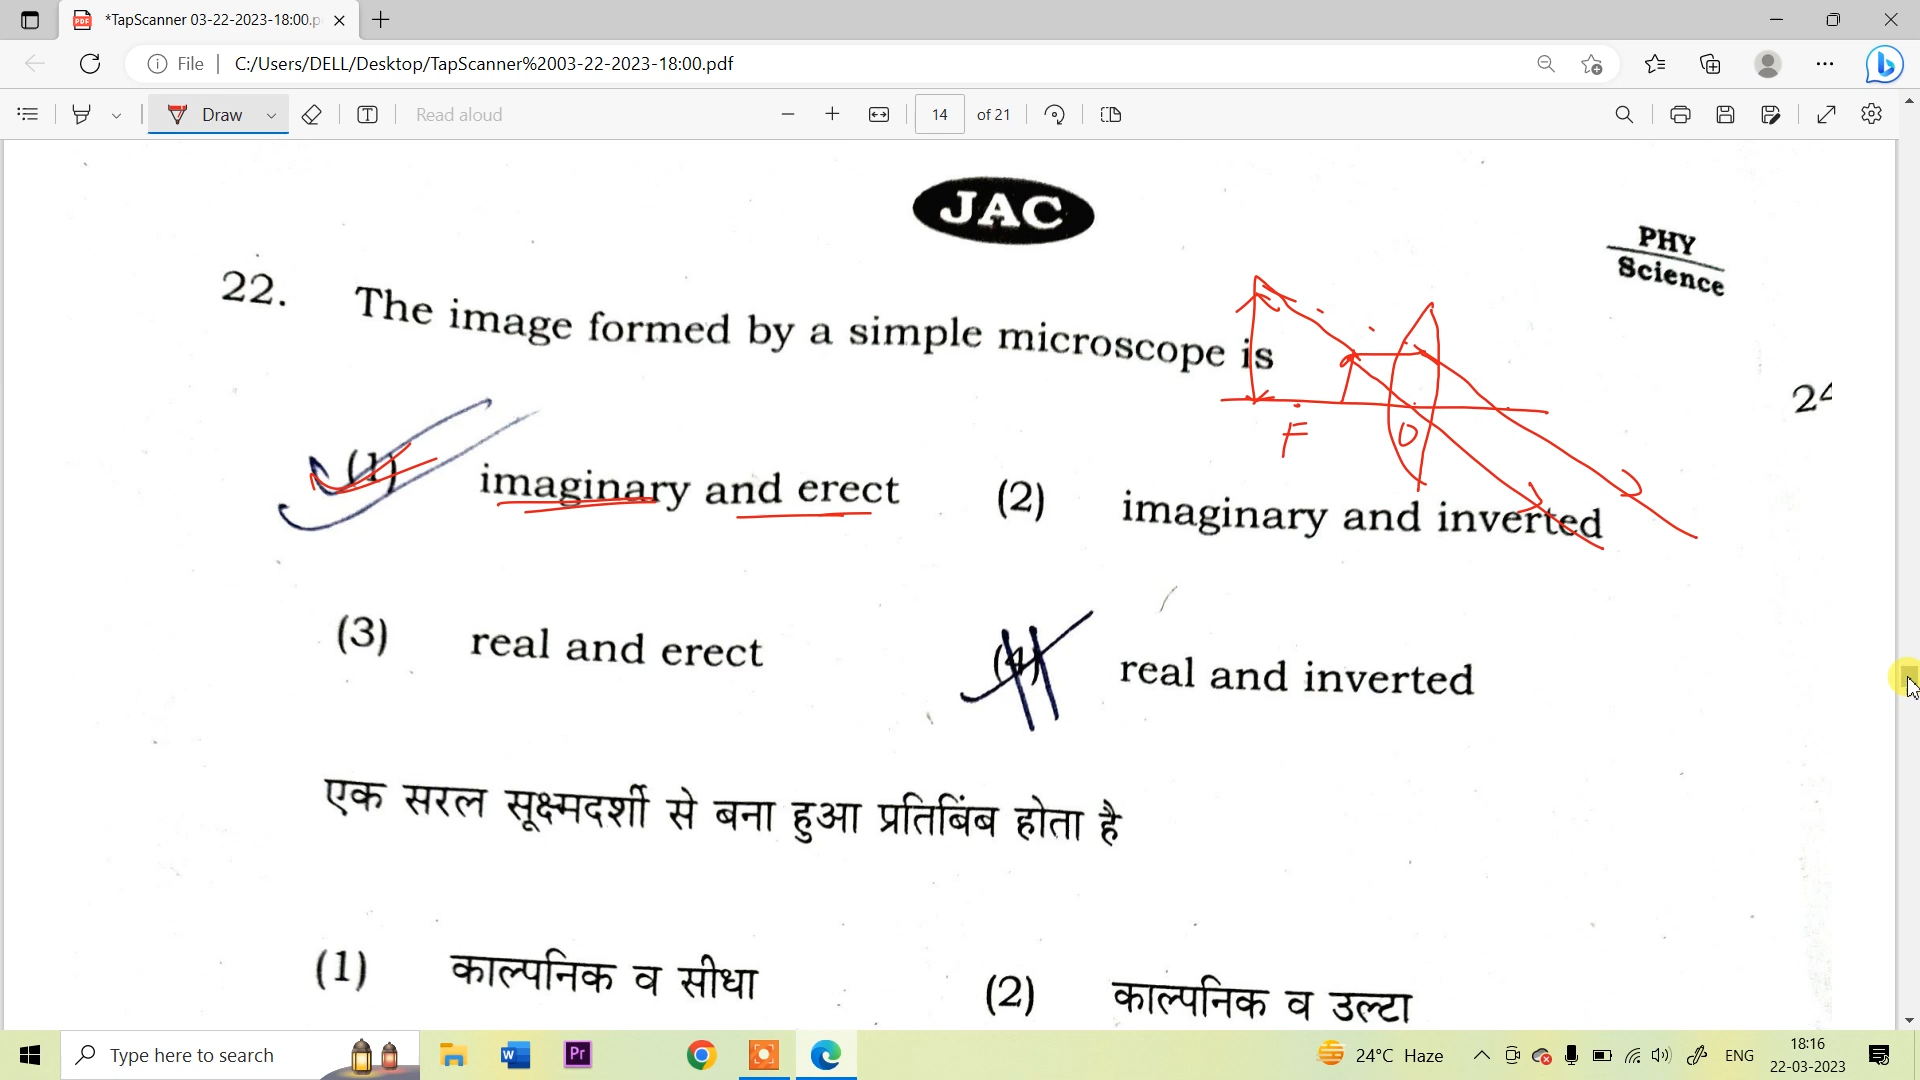 *TapScanner 03-22-2023-18:00.p
File
C:/Users/DELL/Desktop/TapScanner%2003-22-2023-18:00.pdf
Draw
Read aloud
14 of 21
JAC
PHY
Science
22. The image formed by a simple microscope is
24
F O
(1) imaginary and erect (2) imaginary and inverted
(3) real and erect (4) real and inverted
एक सरल सूक्ष्मदर्शी से बना हुआ प्रतिबिंब होता है
(1) काल्पनिक व सीधा (2) काल्पनिक व उल्टा
Type here to search
Pr
24°C Haze
ENG
18:16
22-03-2023